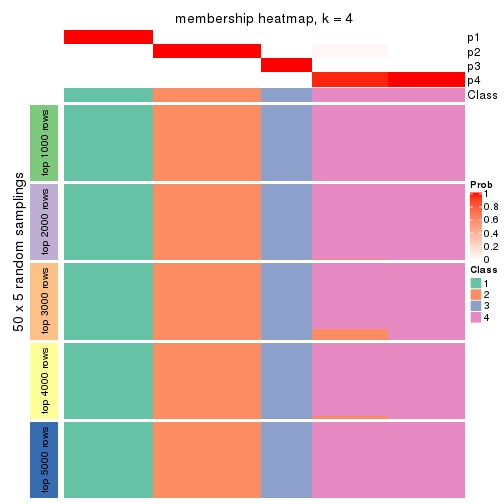 membership heatmap, k = 4
p1
p2
p3
p4
Class
50 x 5 random samplings
top 1000 rows
top 2000 rows
top 3000 rows
top 4000 rows
top 5000 rows
Prob
1
0.8
0.6
0.4
0.2
0
Class
1
2
3
4